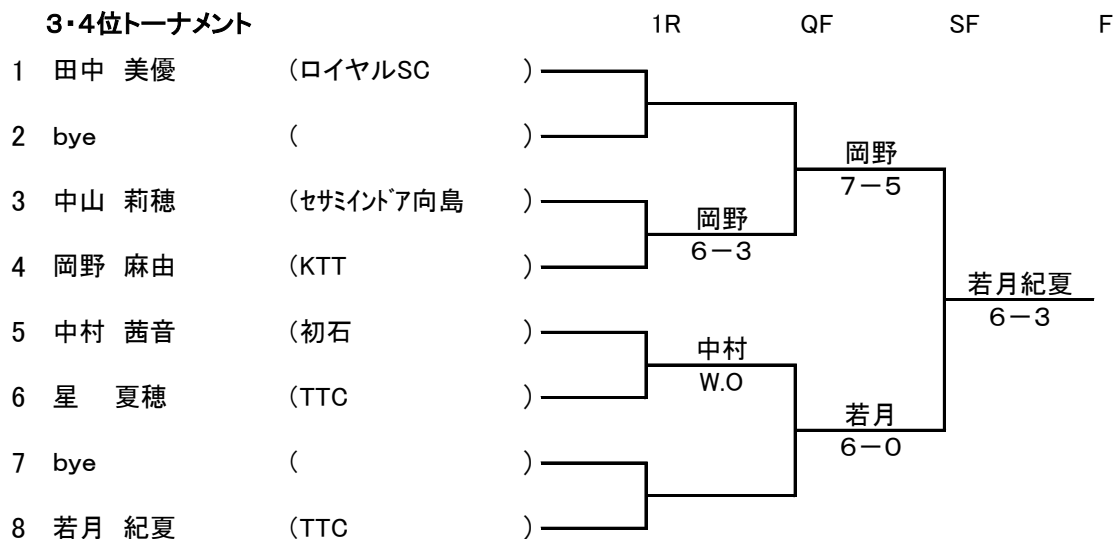 3・4位トーナメント 1R QF SF F
1 田中 美優 (ロイヤルSC )
2 bye ( )
岡野
7－5
3 中山 莉穂 (ｾｻﾐｲﾝﾄﾞｱ向島 )
岡野
6－3
4 岡野 麻由 (KTT )
若月紀夏
6－3
5 中村 茜音 (初石 )
中村
W.O
6 星 夏穂 (TTC )
若月
6－0
7 bye ( )
8 若月 紀夏 (TTC )